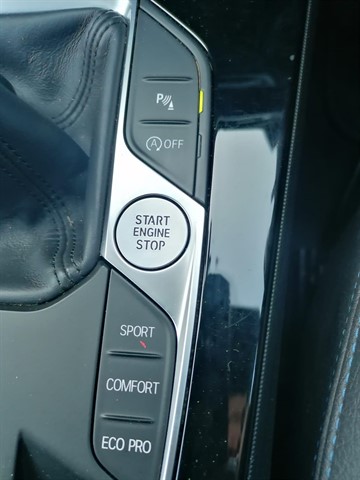 P
OFF
START
ENGINE
STOP
SPORT
COMFORT
ECO PRO